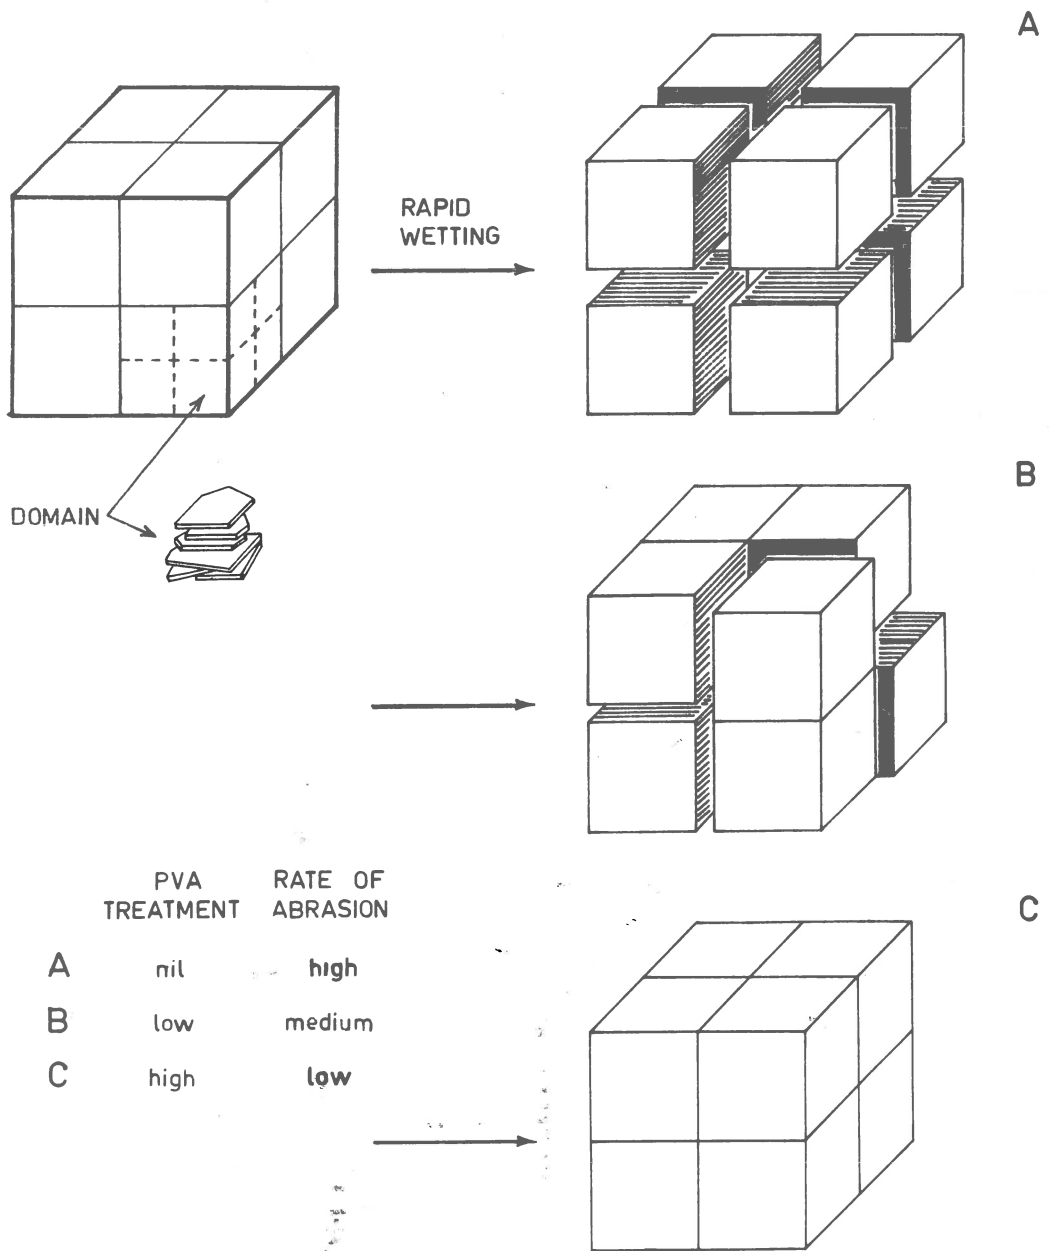 A
RAPID
WETTING
B
DOMAIN
PVA RATE OF
TREATMENT ABRASION
A nil high
B low medium
C high low
C